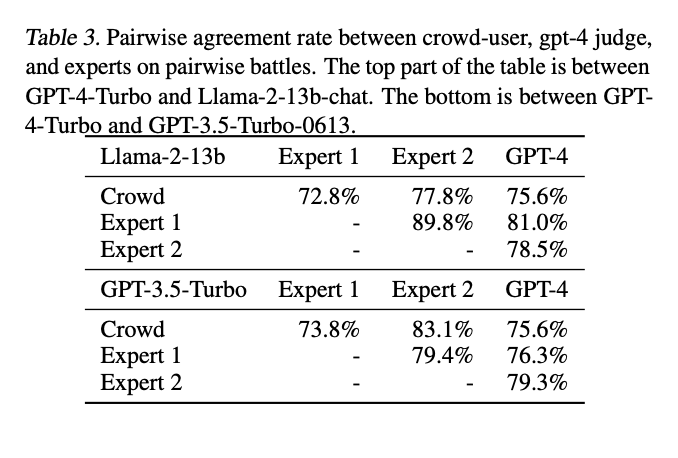 Table 3. Pairwise agreement rate between crowd-user, gpt-4 judge,
and experts on pairwise battles. The top part of the table is between
GPT-4-Turbo and Llama-2-13b-chat. The bottom is between GPT-
4-Turbo and GPT-3.5-Turbo-0613.
Llama-2-13b Expert 1 Expert 2 GPT-4
Crowd 72.8% 77.8% 75.6%
Expert 1 - 89.8% 81.0%
Expert 2 - - 78.5%
GPT-3.5-Turbo Expert 1 Expert 2 GPT-4
Crowd 73.8% 83.1% 75.6%
Expert 1 - 79.4% 76.3%
Expert 2 - - 79.3%